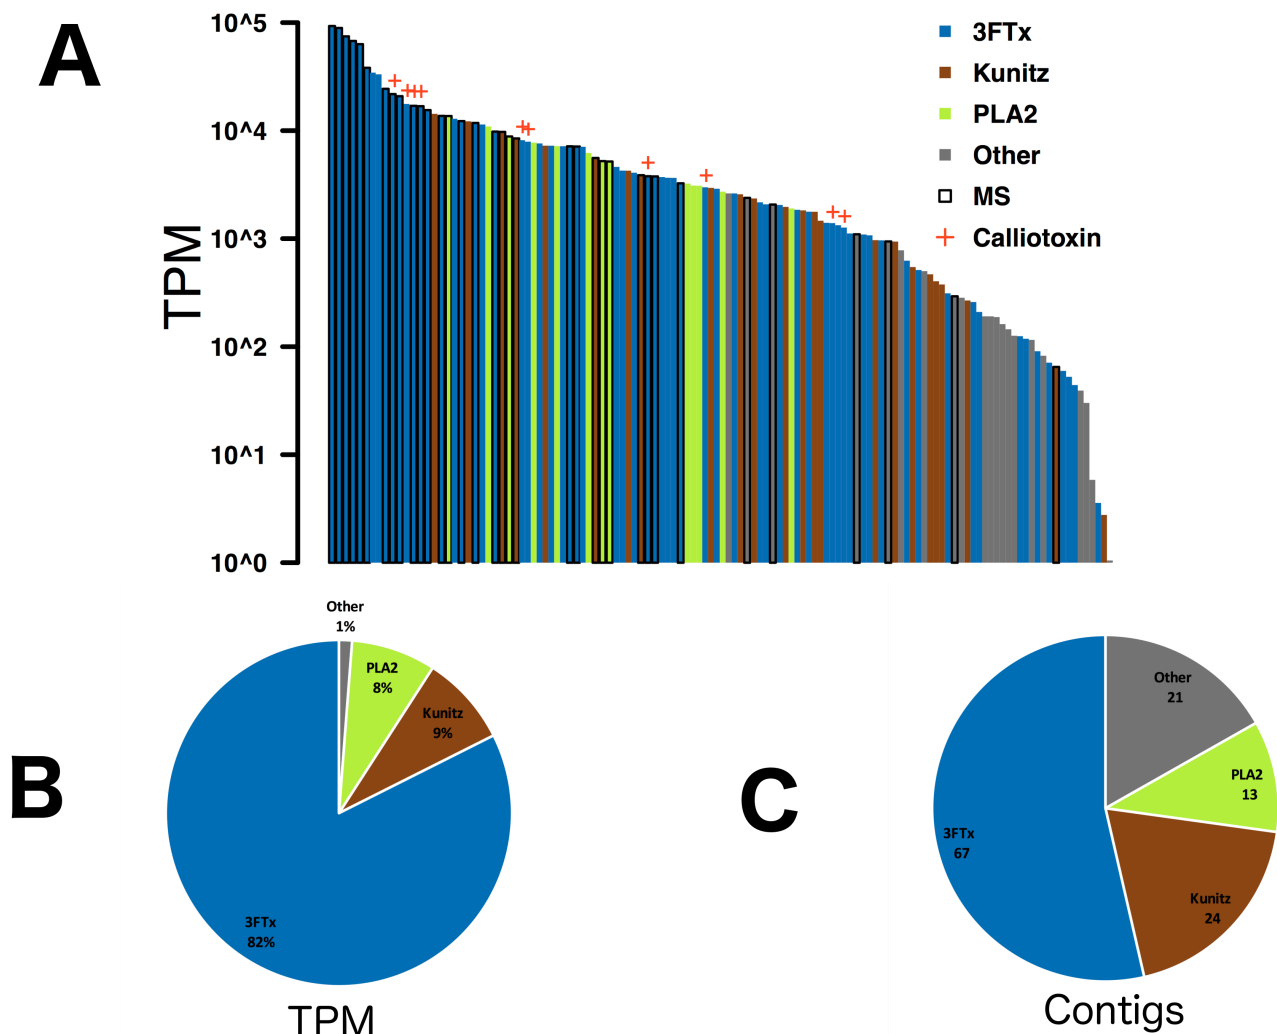 A
TPM
10^5
10^4
10^3
10^2
10^1
10^0
3FTx
Kunitz
PLA2
Other
MS
Calliotoxin
B
Other
1%
PLA2
8%
Kunitz
9%
3FTx
82%
TPM
C
Other
21
PLA2
13
Kunitz
24
3FTx
67
Contigs